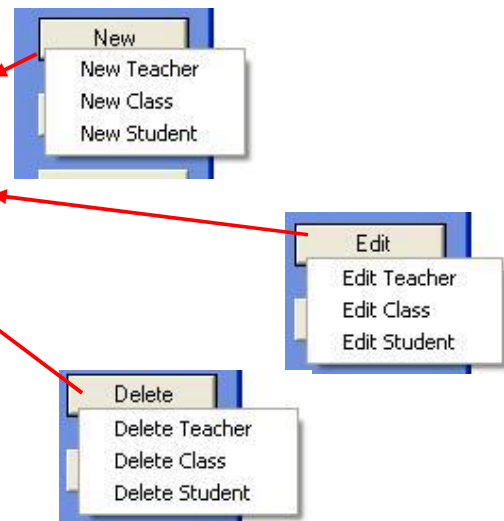 New
New Teacher
New Class
New Student
Edit
Edit Teacher
Edit Class
Edit Student
Delete
Delete Teacher
Delete Class
Delete Student